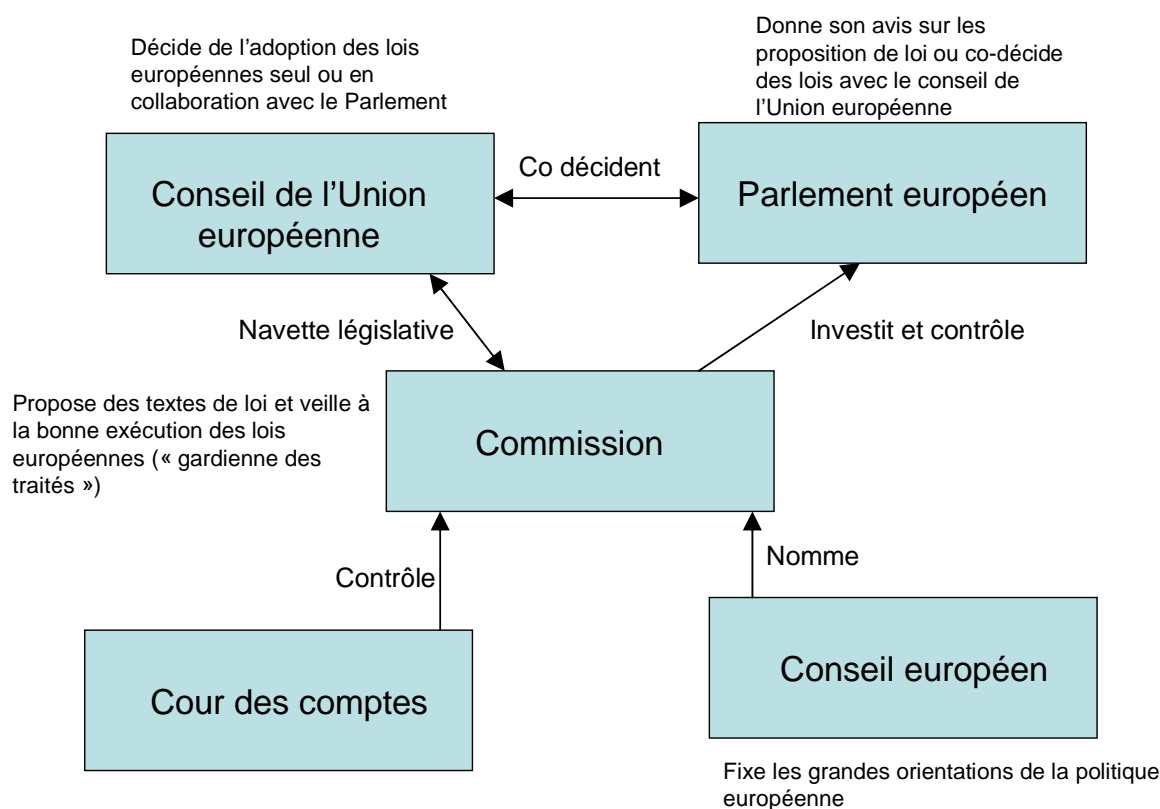 Décide de l’adoption des lois
européennes seul ou en
collaboration avec le Parlement
Donne son avis sur les
proposition de loi ou co-décide
des lois avec le conseil de
l’Union européenne
Conseil de l’Union
européenne
Co décident
Parlement européen
Navette législative
Investit et contrôle
Propose des textes de loi et veille à
la bonne exécution des lois
européennes (« gardienne des
traités »)
Commission
Contrôle
Nomme
Cour des comptes
Conseil européen
Fixe les grandes orientations de la politique
européenne